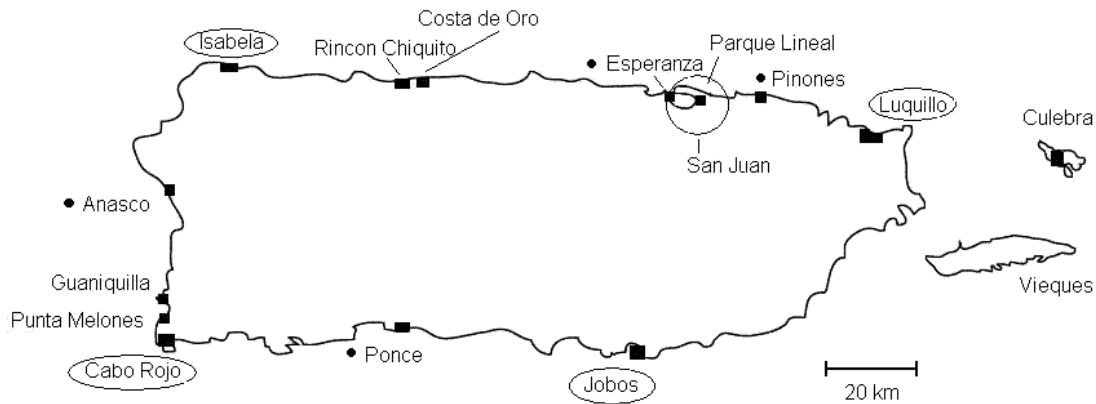 Costa de Oro
Isabela
Rincon Chiquito
Parque Lineal
Esperanza
Pinones
Luquillo
Culebra
San Juan
Anasco
Guaniquilla
Vieques
Punta Melones
Ponce
Cabo Rojo
Jobos
20 km